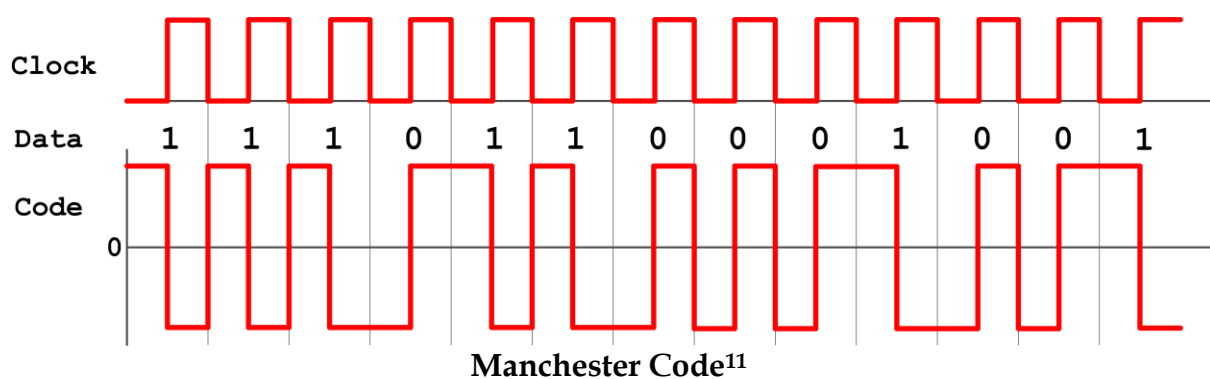 Clock
Data 1 1 1 0 1 1 0 0 0 1 0 0 1
Code
0
Manchester Code¹¹